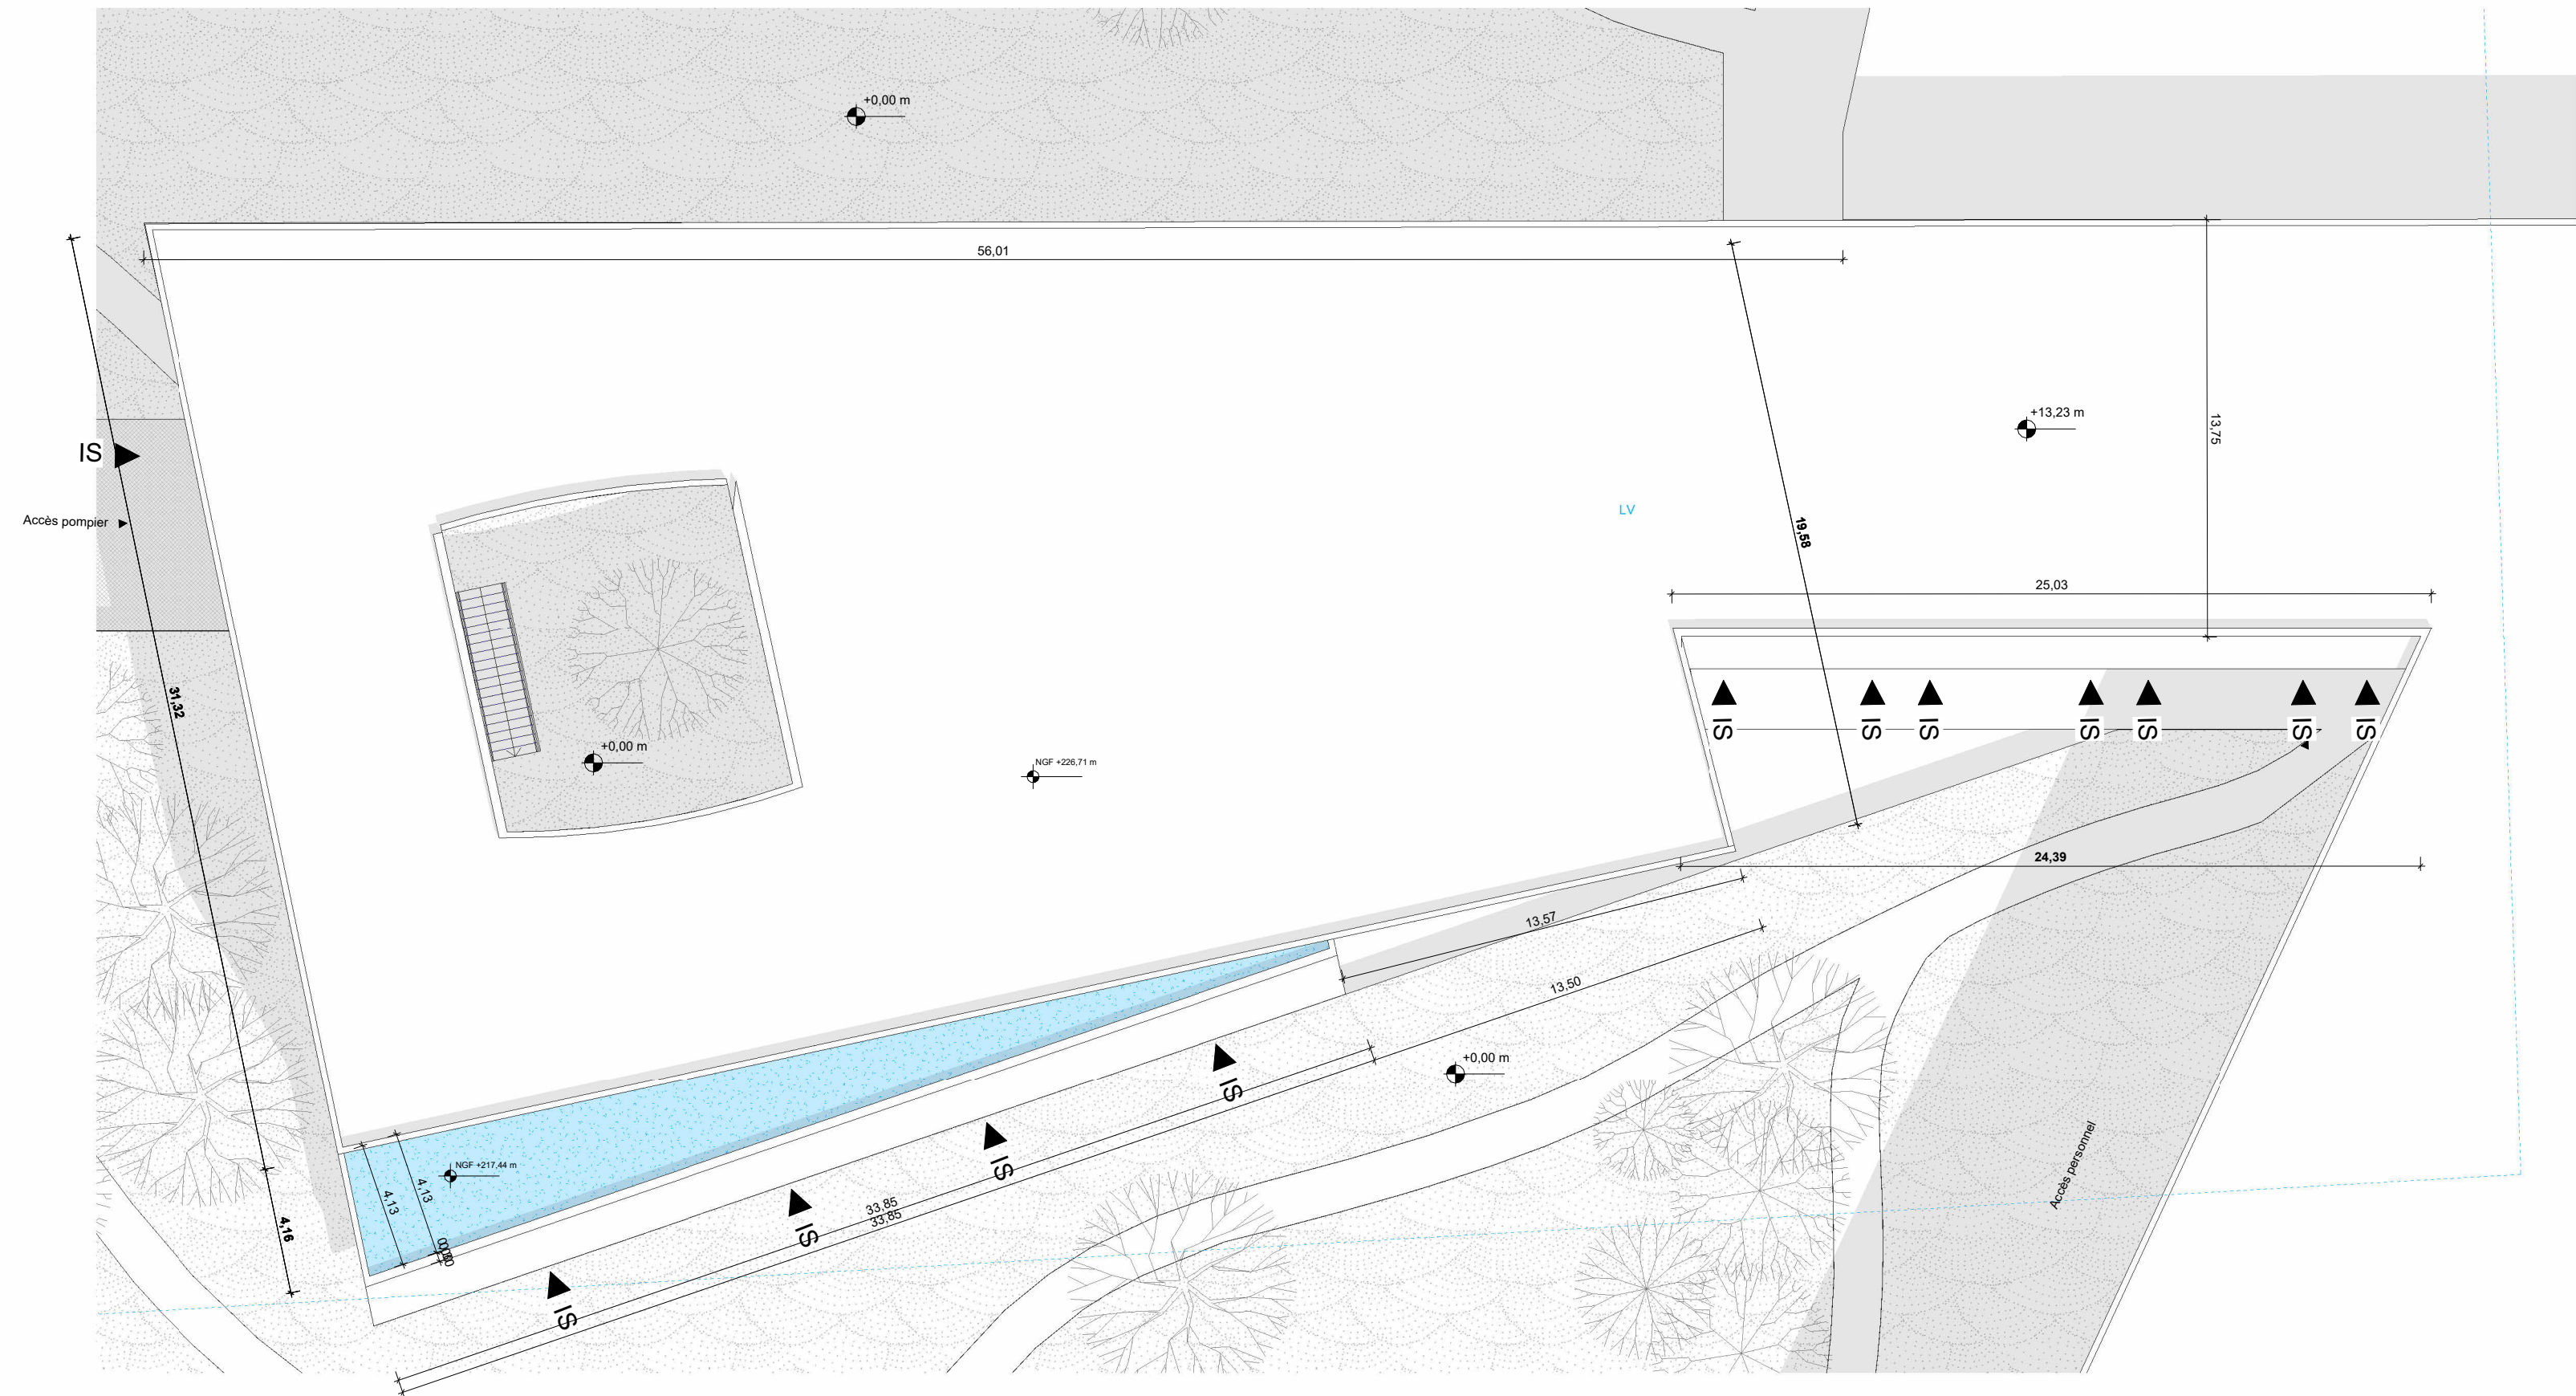 +0,00 m
56,01
+13,23 m
13,75
IS
Accès pompier
LV
19,58
25,03
31,32
IS
IS
IS
IS
IS
IS
IS
+0,00 m
NGF +226,71 m
24,39
13,57
13,50
+0,00 m
IS
IS
IS
IS
NGF +217,44 m
4,13
4,13
33,85
33,85
4,16
Accès personnel